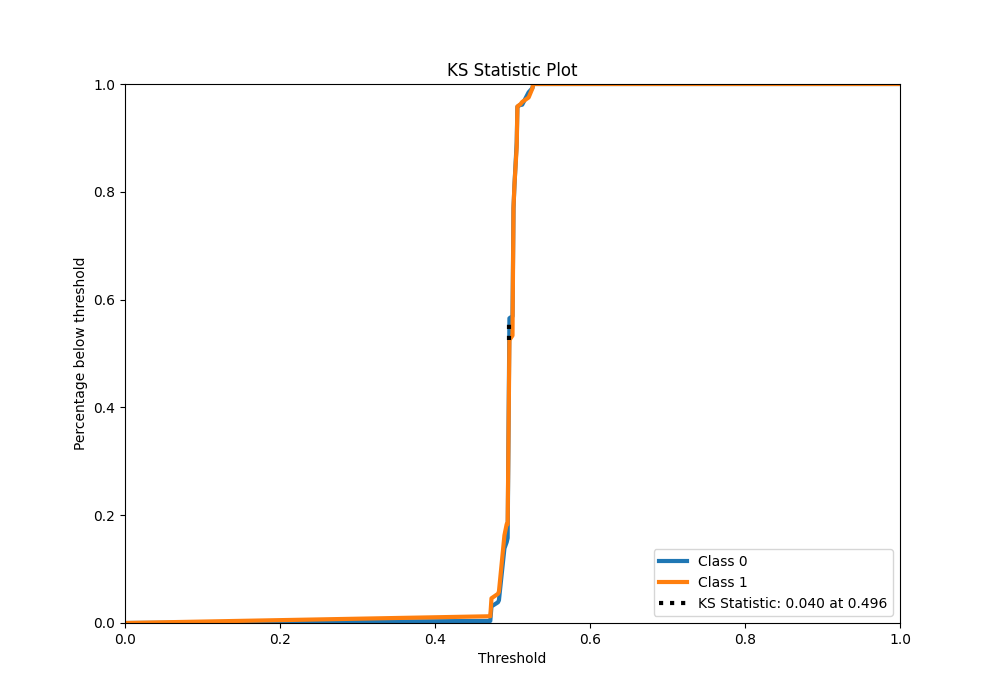 KS Statistic Plot
1.0
0.8
0.6
0.4
0.2
0.0
Percentage below threshold
0.0 0.2 0.4 0.6 0.8 1.0
Threshold
Class 0
Class 1
KS Statistic: 0.040 at 0.496